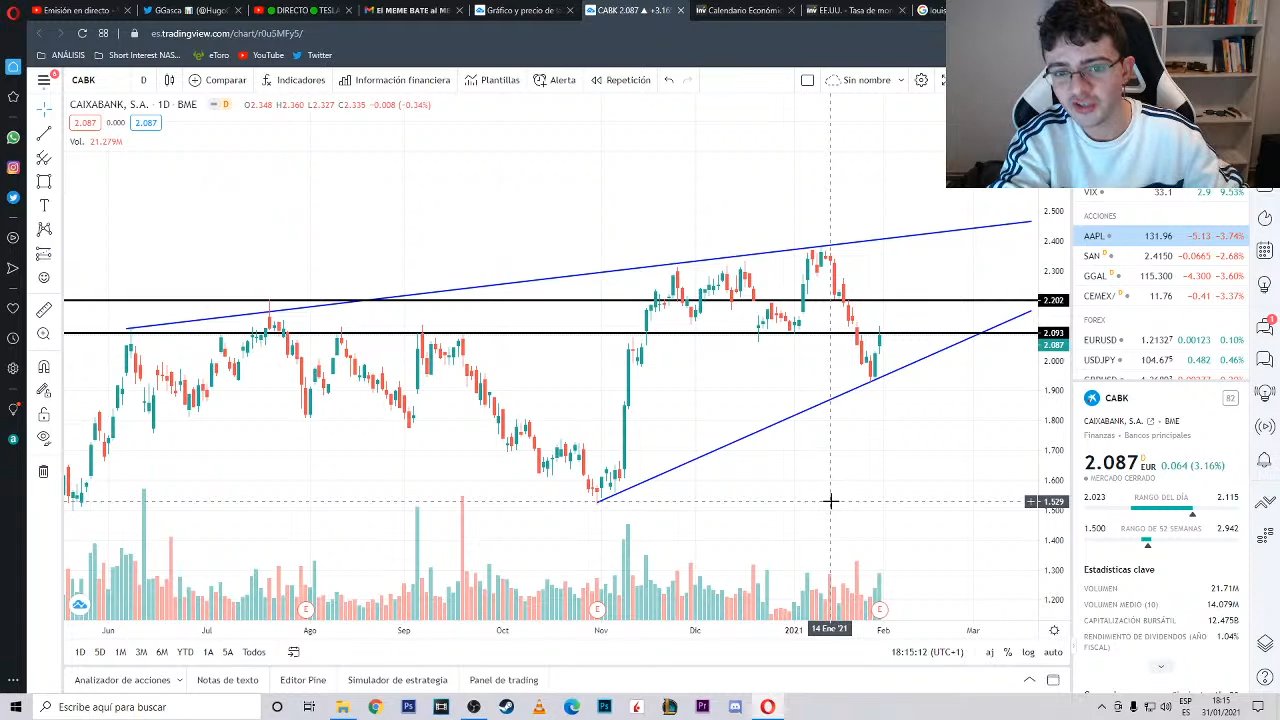 Emisión en directo de
GGasca (@Hugo
DIRECTO TESLA
El MEME BATE al ME
Gráfico y precio de S
CABK 2.087 ▲ +3.16
Calendario Económic
EE.UU. - Tasa de mor
louis
88
es.tradingview.com/chart/r0u5MFy5/
ANÁLISIS
Short Interest NAS...
eToro
YouTube
Twitter
6
CABK
D
Comparar
Indicadores
Información financiera
Plantillas
Alerta
Repetición
Sin nombre
CAIXABANK, S.A. · 1D · BME
D
O2.348 H2.360 L2.327 C2.335 −0.008 (−0.34%)
2.087
0.000
2.087
Vol. 21.279M
2.500
2.400
2.300
2.202
2.093
2.087
2.000
1.900
1.800
1.700
1.600
1.529
1.500
1.400
1.300
1.200
E
E
E
Jun
Jul
Ago
Sep
Oct
Nov
Dic
2021
14 Ene '21
Feb
Mar
1D
5D
1M
3M
6M
YTD
1A
5A
Todos
18:15:12 (UTC+1)
aj
%
log
auto
Analizador de acciones
Notas de texto
Editor Pine
Simulador de estrategia
Panel de trading
VIX 33.1 2.9 9.53%
ACCIONES
AAPL 131.96 −5.13 −3.74%
SAN D 2.4150 −0.0665 −2.68%
GGAL D 115.300 −4.300 −3.60%
CEMEX/ D 11.76 −0.41 −3.37%
FOREX
EURUSD 1.21327 0.00123 0.10%
USDJPY 104.675 0.482 0.46%
1
CABK
82
CAIXABANK, S.A. BME
Finanzas • Bancos principales
2.087 D EUR 0.064 (3.16%)
MERCADO CERRADO
2.023 RANGO DEL DÍA 2.115
1.500 RANGO DE 52 SEMANAS 2.942
Estadísticas clave
VOLUMEN 21.71M
VOLUMEN MEDIO (10) 14.079M
CAPITALIZACIÓN BURSÁTIL 12.475B
RENDIMIENTO DE DIVIDENDOS (AÑO FISCAL) 1.04%
Escribe aquí para buscar
ESP
ES
18:15
31/01/2021